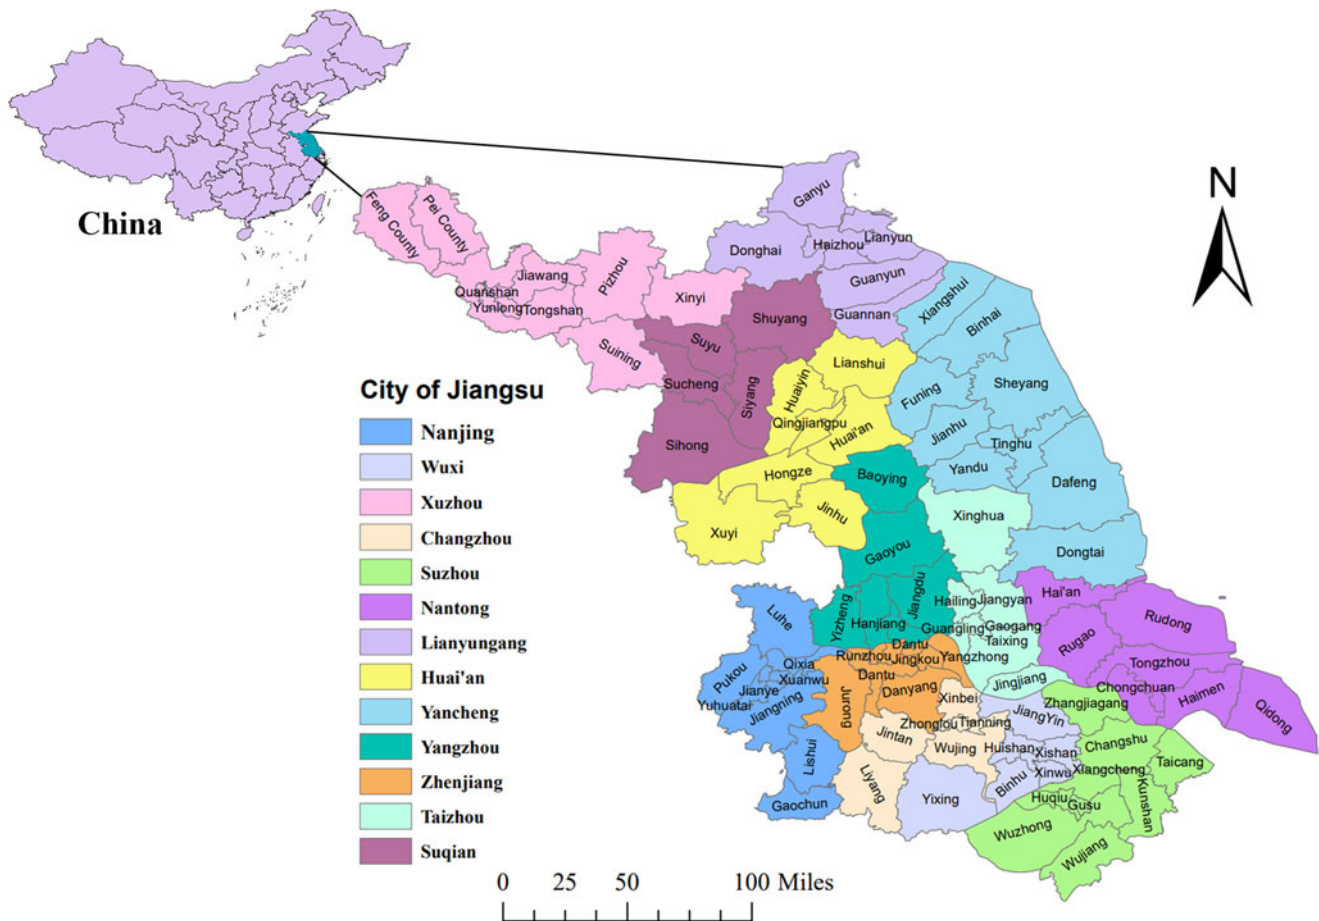 China
N
Ganyu
Feng County
Pei County
Lianyun
Haizhou
Donghai
Jiawang
Pizhou
Guanyun
Quanshan
Xinyi
Xiangshui
Yunlong
Tongshan
Guannan
Binhai
Shuyang
Suyu
Suining
Lianshui
City of Jiangsu
Sucheng
Siyang
Huaiyin
Funing
Sheyang
Nanjing
Qingjiangpu
Huai'an
Jianhu
Tinghu
Sihong
Wuxi
Hongze
Baoying
Yandu
Dafeng
Xuzhou
Jinhu
Xinghua
Xuyi
Changzhou
Gaoyou
Dongtai
Suzhou
Hai'an
Jiangdu
Hailing
Jiangyan
Nantong
Luhe
Yizheng
Hanjiang
Guangling
Gaogang
Rudong
Rugao
Lianyungang
Dantu
Taixing
Runzhou
Jingkou
Yangzhong
Qixia
Tongzhou
Huai'an
Pukou
Xuanwu
Dantu
Jingjiang
Chongchuan
Jianye
Danyang
Xinbei
Haimen
Yuhuatai
Jiangning
Jurong
Zhangjiagang
Qidong
Yancheng
JiangYin
Zhonglou
Tianning
Jintan
Wujing
Huishan
Xishan
Changshu
Yangzhou
Lishui
Taicang
Xinwu
Xiangcheng
Zhenjiang
Liyang
Binhu
Gaochun
Yixing
Huqiu
Gusu
Kunshan
Taizhou
Wuzhong
Suqian
Wujiang
0 25 50 100 Miles